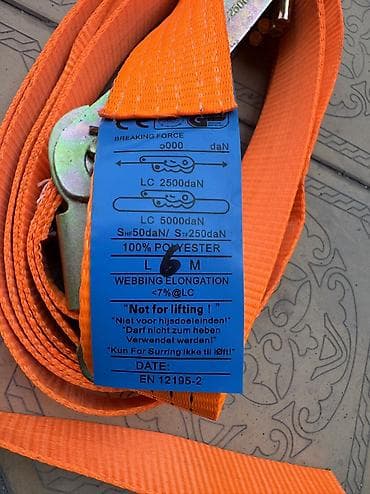 BREAKING FORCE
5000 daN
LC 2500daN
LC 5000daN
SHF50daN/ STF250daN
100% POLYESTER
L 6 M
WEBBING ELONGATION
<7%@LC
"Not for lifting ! "
"Niet voor hijsdoeleinden!"
"Darf nicht zum heben
Verwendet werden!"
"Kun For Surring ikke til løft!"
DATE:
EN 12195-2